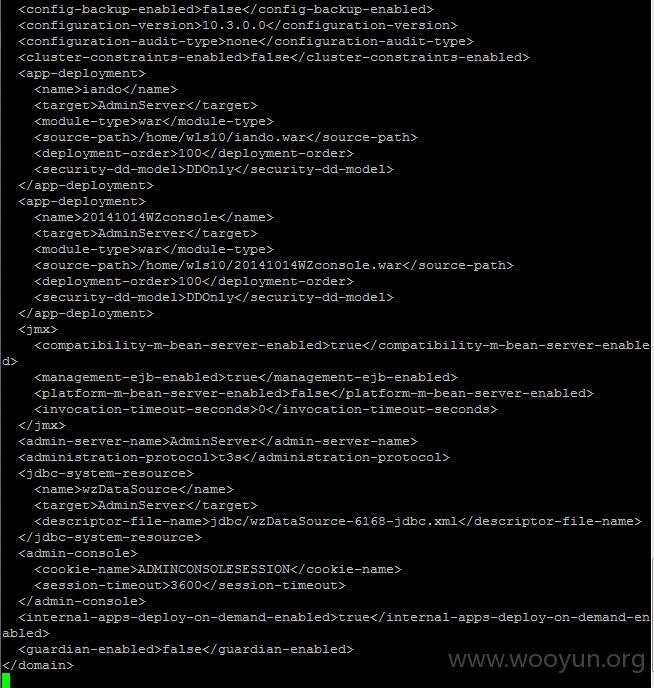 <config-backup-enabled>false</config-backup-enabled>
<configuration-version>10.3.0.0</configuration-version>
<configuration-audit-type>none</configuration-audit-type>
<cluster-constraints-enabled>false</cluster-constraints-enabled>
<app-deployment>
<name>iando</name>
<target>AdminServer</target>
<module-type>war</module-type>
<source-path>/home/wls10/iando.war</source-path>
<deployment-order>100</deployment-order>
<security-dd-model>DDOnly</security-dd-model>
</app-deployment>
<app-deployment>
<name>20141014WZconsole</name>
<target>AdminServer</target>
<module-type>war</module-type>
<source-path>/home/wls10/20141014WZconsole.war</source-path>
<deployment-order>100</deployment-order>
<security-dd-model>DDOnly</security-dd-model>
</app-deployment>
<jmx>
<compatibility-m-bean-server-enabled>true</compatibility-m-bean-server-enable
d>
<management-ejb-enabled>true</management-ejb-enabled>
<platform-m-bean-server-enabled>false</platform-m-bean-server-enabled>
<invocation-timeout-seconds>0</invocation-timeout-seconds>
</jmx>
<admin-server-name>AdminServer</admin-server-name>
<administration-protocol>t3s</administration-protocol>
<jdbc-system-resource>
<name>wzDataSource</name>
<target>AdminServer</target>
<descriptor-file-name>jdbc/wzDataSource-6168-jdbc.xml</descriptor-file-name>
</jdbc-system-resource>
<admin-console>
<cookie-name>ADMINCONSOLESESSION</cookie-name>
<session-timeout>3600</session-timeout>
</admin-console>
<internal-apps-deploy-on-demand-enabled>true</internal-apps-deploy-on-demand-en
abled>
<guardian-enabled>false</guardian-enabled>
</domain>
www.wooyun.org